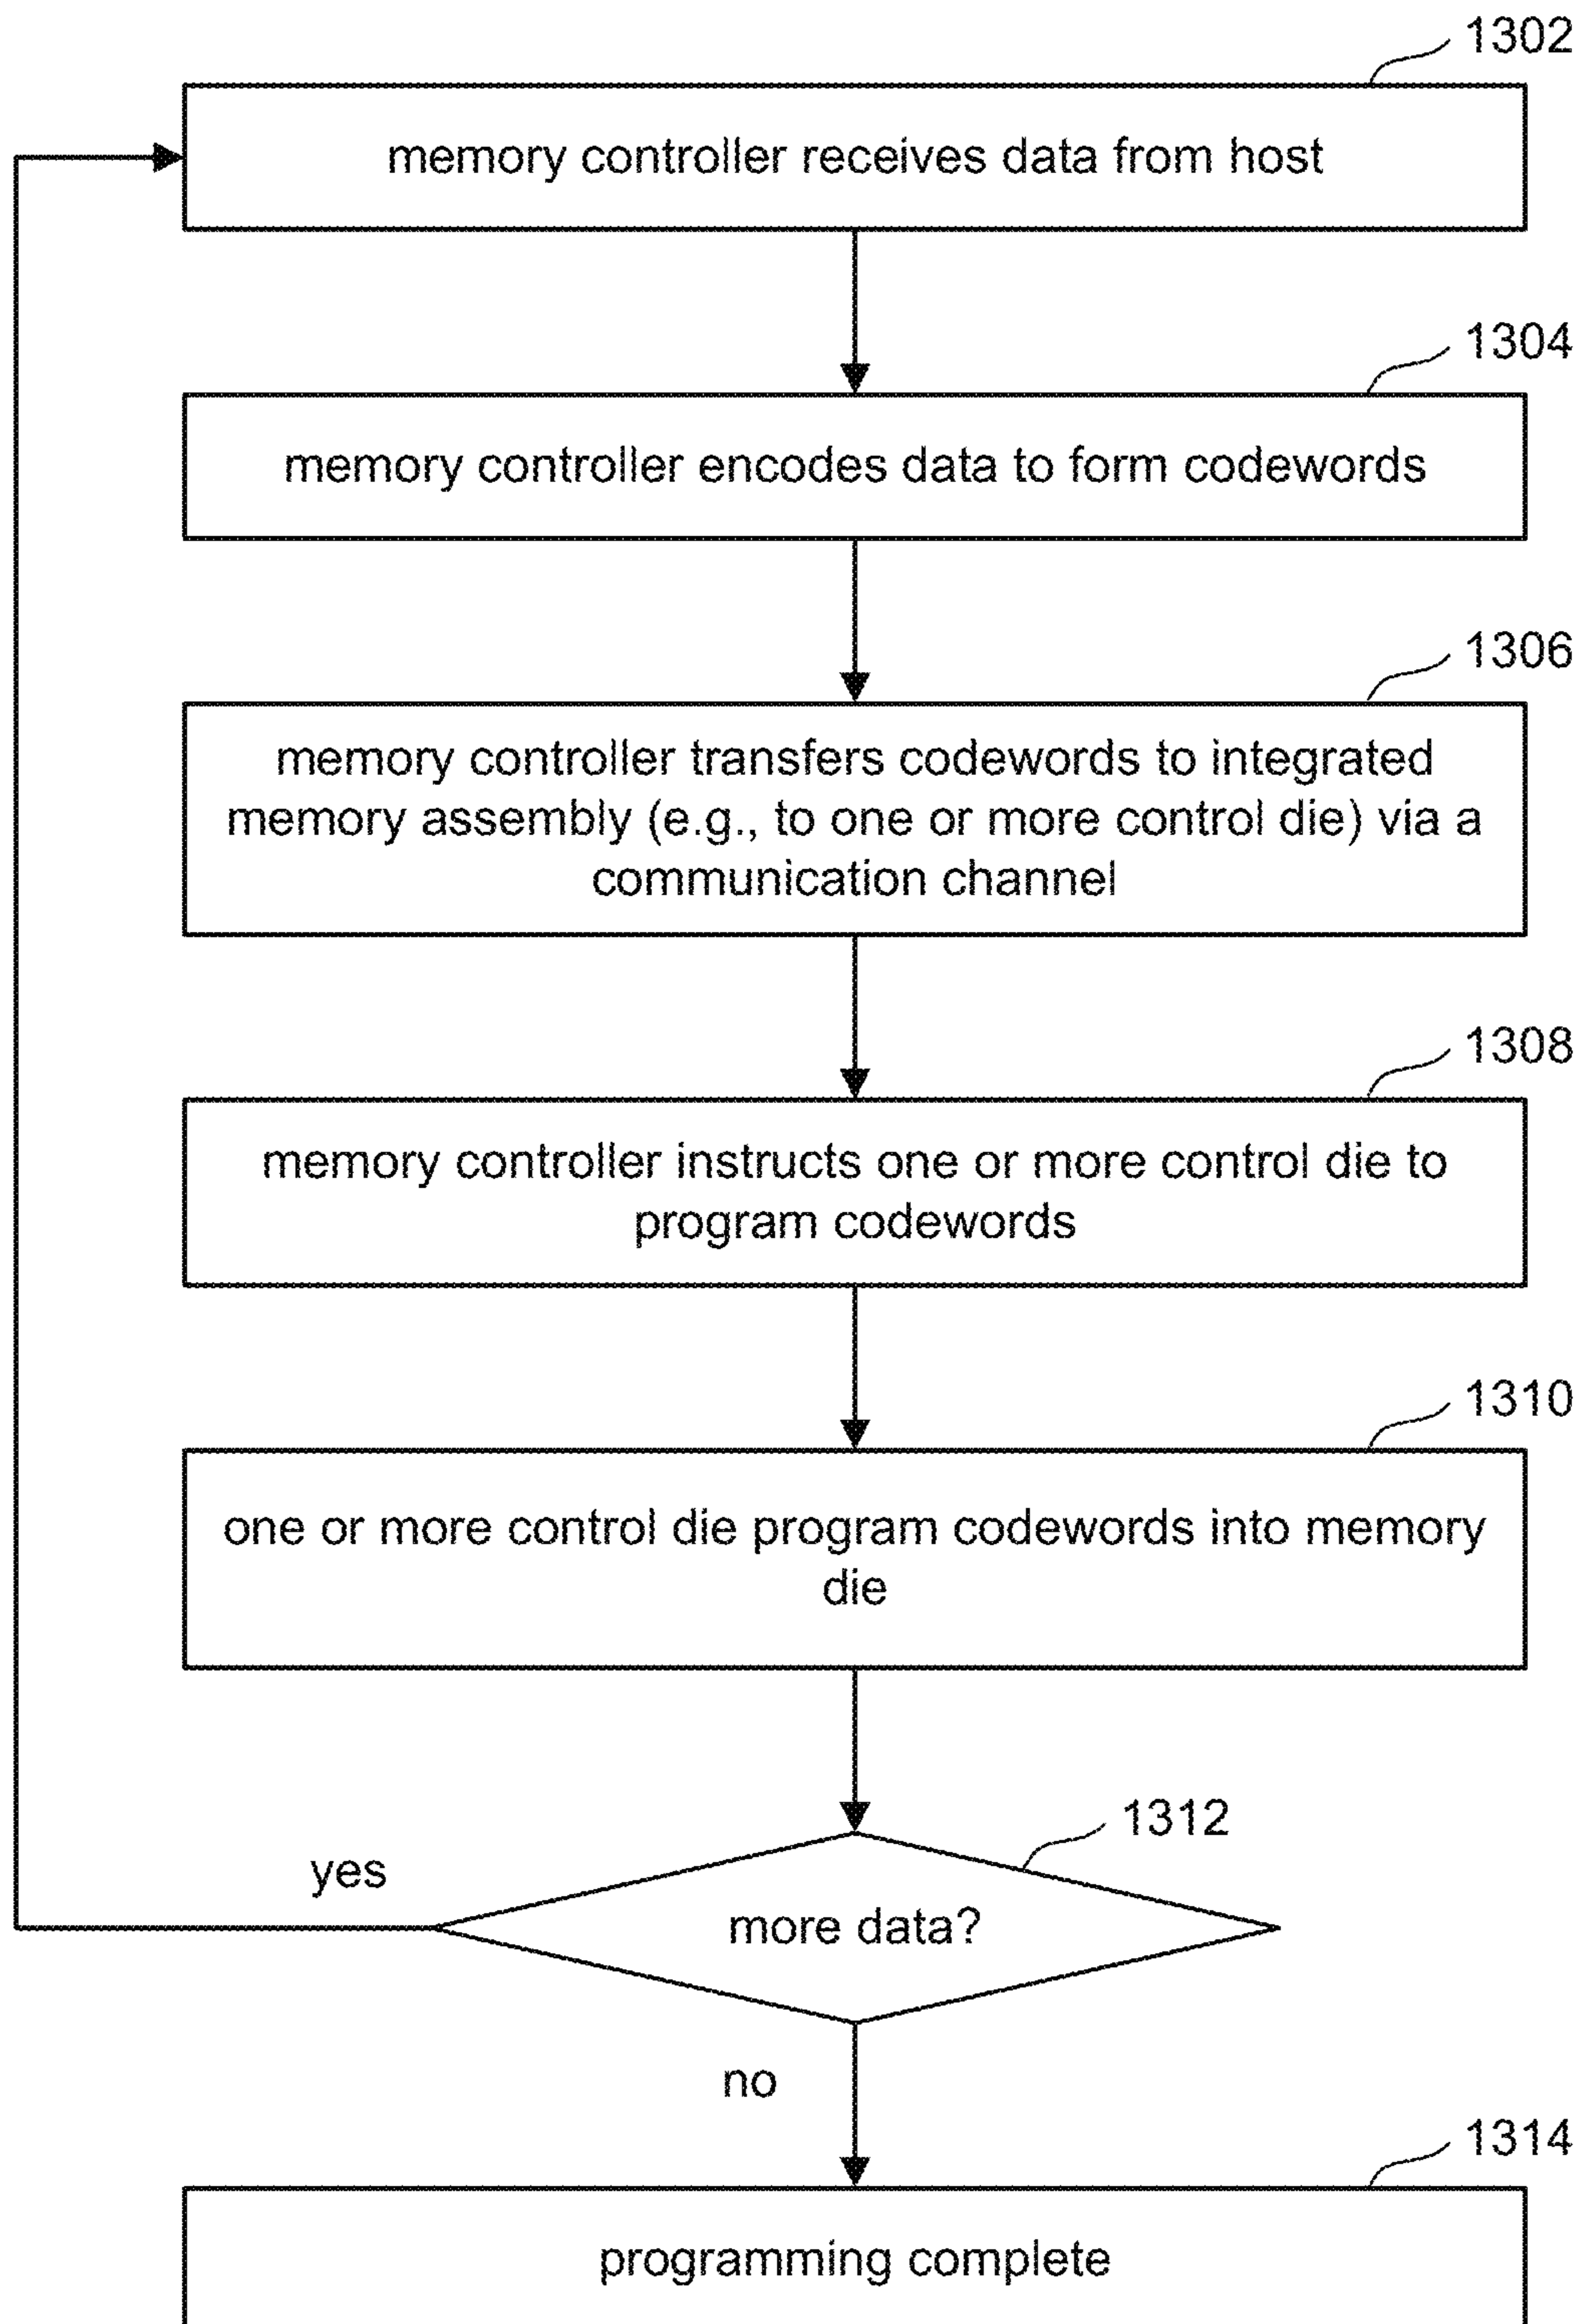 1302
memory controller receives data from host
1304
memory controller encodes data to form codewords
1306
memory controller transfers codewords to integrated
memory assembly (e.g., to one or more control die) via a
communication channel
1308
memory controller instructs one or more control die to
program codewords
1310
one or more control die program codewords into memory
die
1312
yes
more data?
no
1314
programming complete